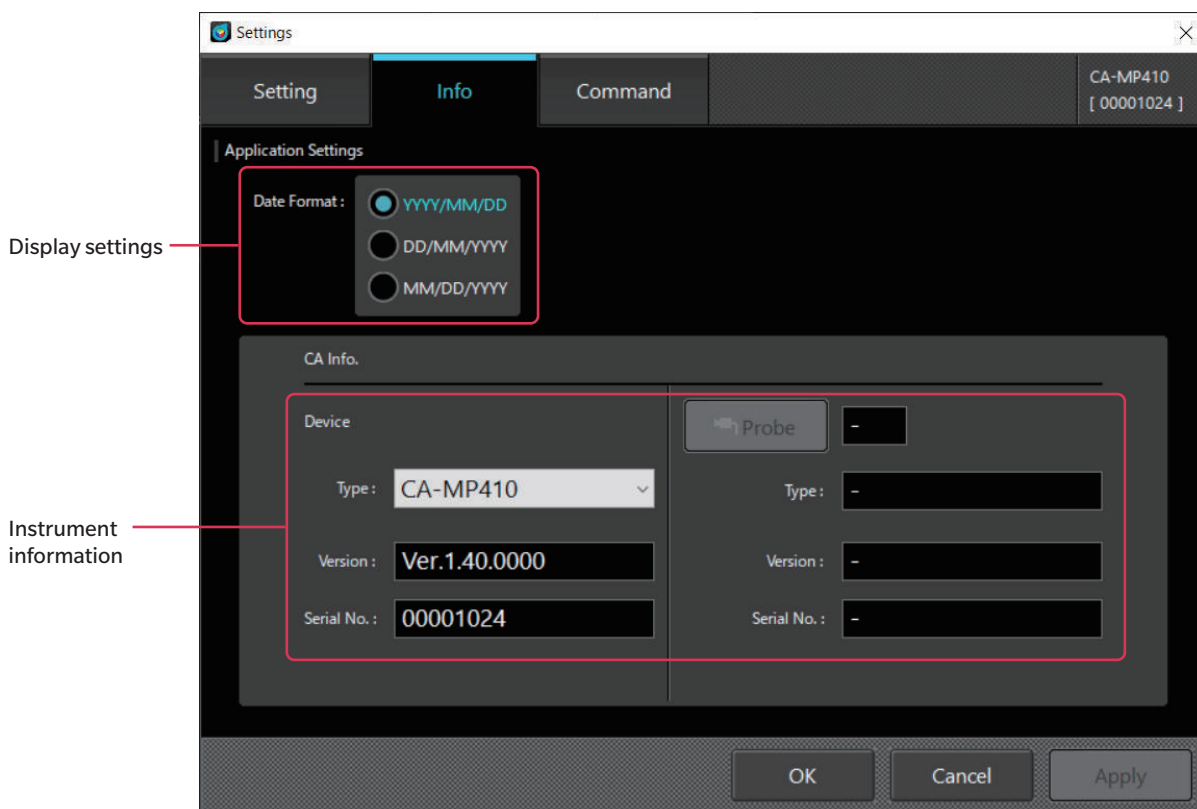 Settings
Setting
Info
Command
CA-MP410
[ 00001024 ]
Application Settings
Display settings
Date Format :
YYYY/MM/DD
DD/MM/YYYY
MM/DD/YYYY
CA Info.
Instrument
information
Device
Type :
CA-MP410
Version :
Ver.1.40.0000
Serial No. :
00001024
Probe
-
Type :
-
Version :
-
Serial No. :
-
OK
Cancel
Apply